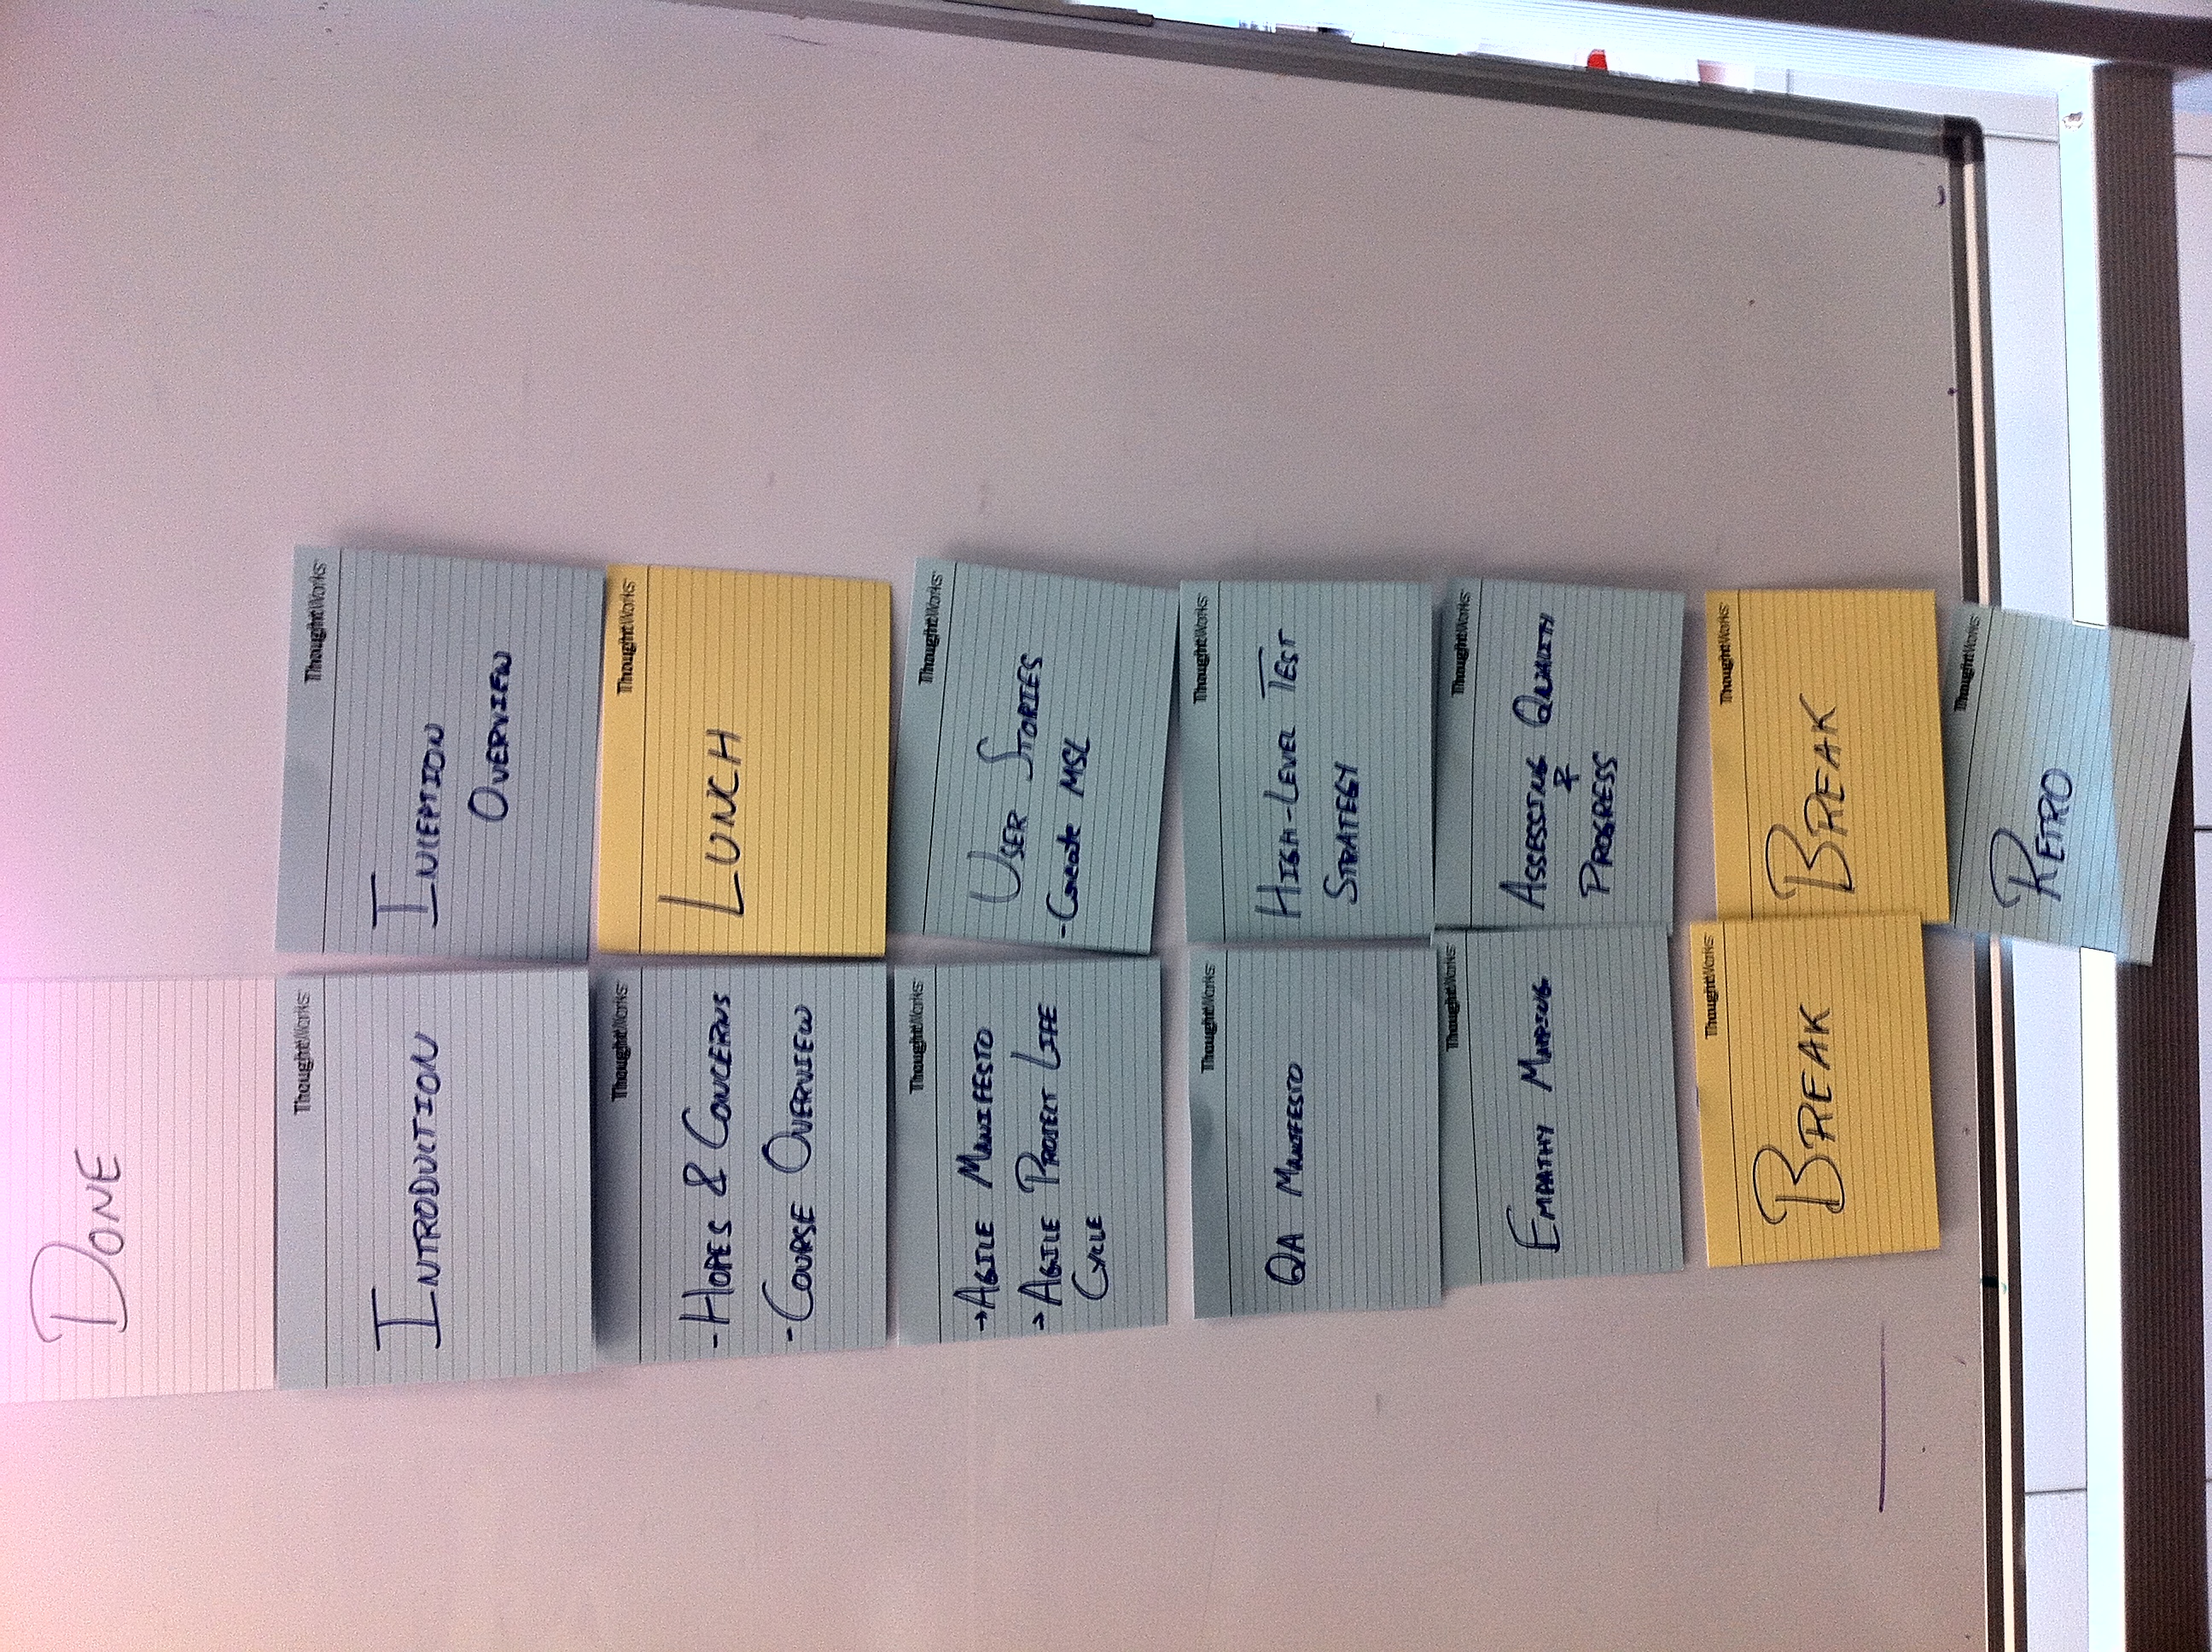 DONE
ThoughtWorks
INTRODUCTION
ThoughtWorks
- HOPES & CONCERNS
- COURSE OVERVIEW
ThoughtWorks
→ AGILE MANIFESTO
→ AGILE PROJECT LIFE
CYCLE
ThoughtWorks
QA MANIFESTO
ThoughtWorks
EMPATHY MAPPING
ThoughtWorks
BREAK
ThoughtWorks
INCEPTION
OVERVIEW
ThoughtWorks
LUNCH
ThoughtWorks
USER STORIES
- Create MSL
ThoughtWorks
HIGH-LEVEL TEST
STRATEGY
ThoughtWorks
ASSESSING QUALITY
&
PROGRESS
ThoughtWorks
BREAK
ThoughtWorks
RETRO